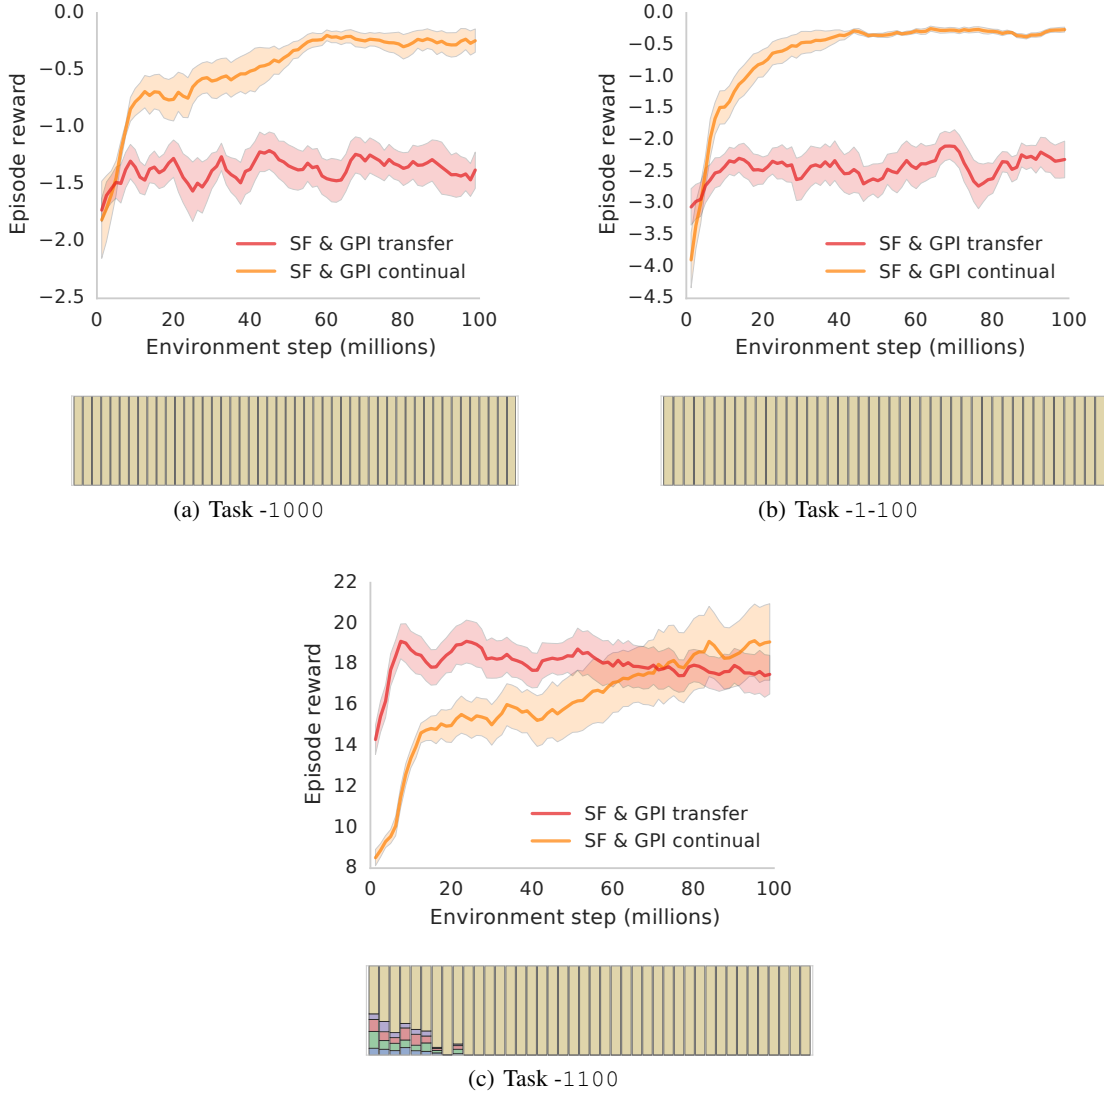 0.0
−0.5
−1.0
−1.5
−2.0
−2.5
Episode reward
SF & GPI transfer
SF & GPI continual
0 20 40 60 80 100
Environment step (millions)
(a) Task -1000
0.0
−0.5
−1.0
−1.5
−2.0
−2.5
−3.0
−3.5
−4.0
−4.5
Episode reward
SF & GPI transfer
SF & GPI continual
0 20 40 60 80 100
Environment step (millions)
(b) Task -1-100
22
20
18
16
14
12
10
8
Episode reward
SF & GPI transfer
SF & GPI continual
0 20 40 60 80 100
Environment step (millions)
(c) Task -1100